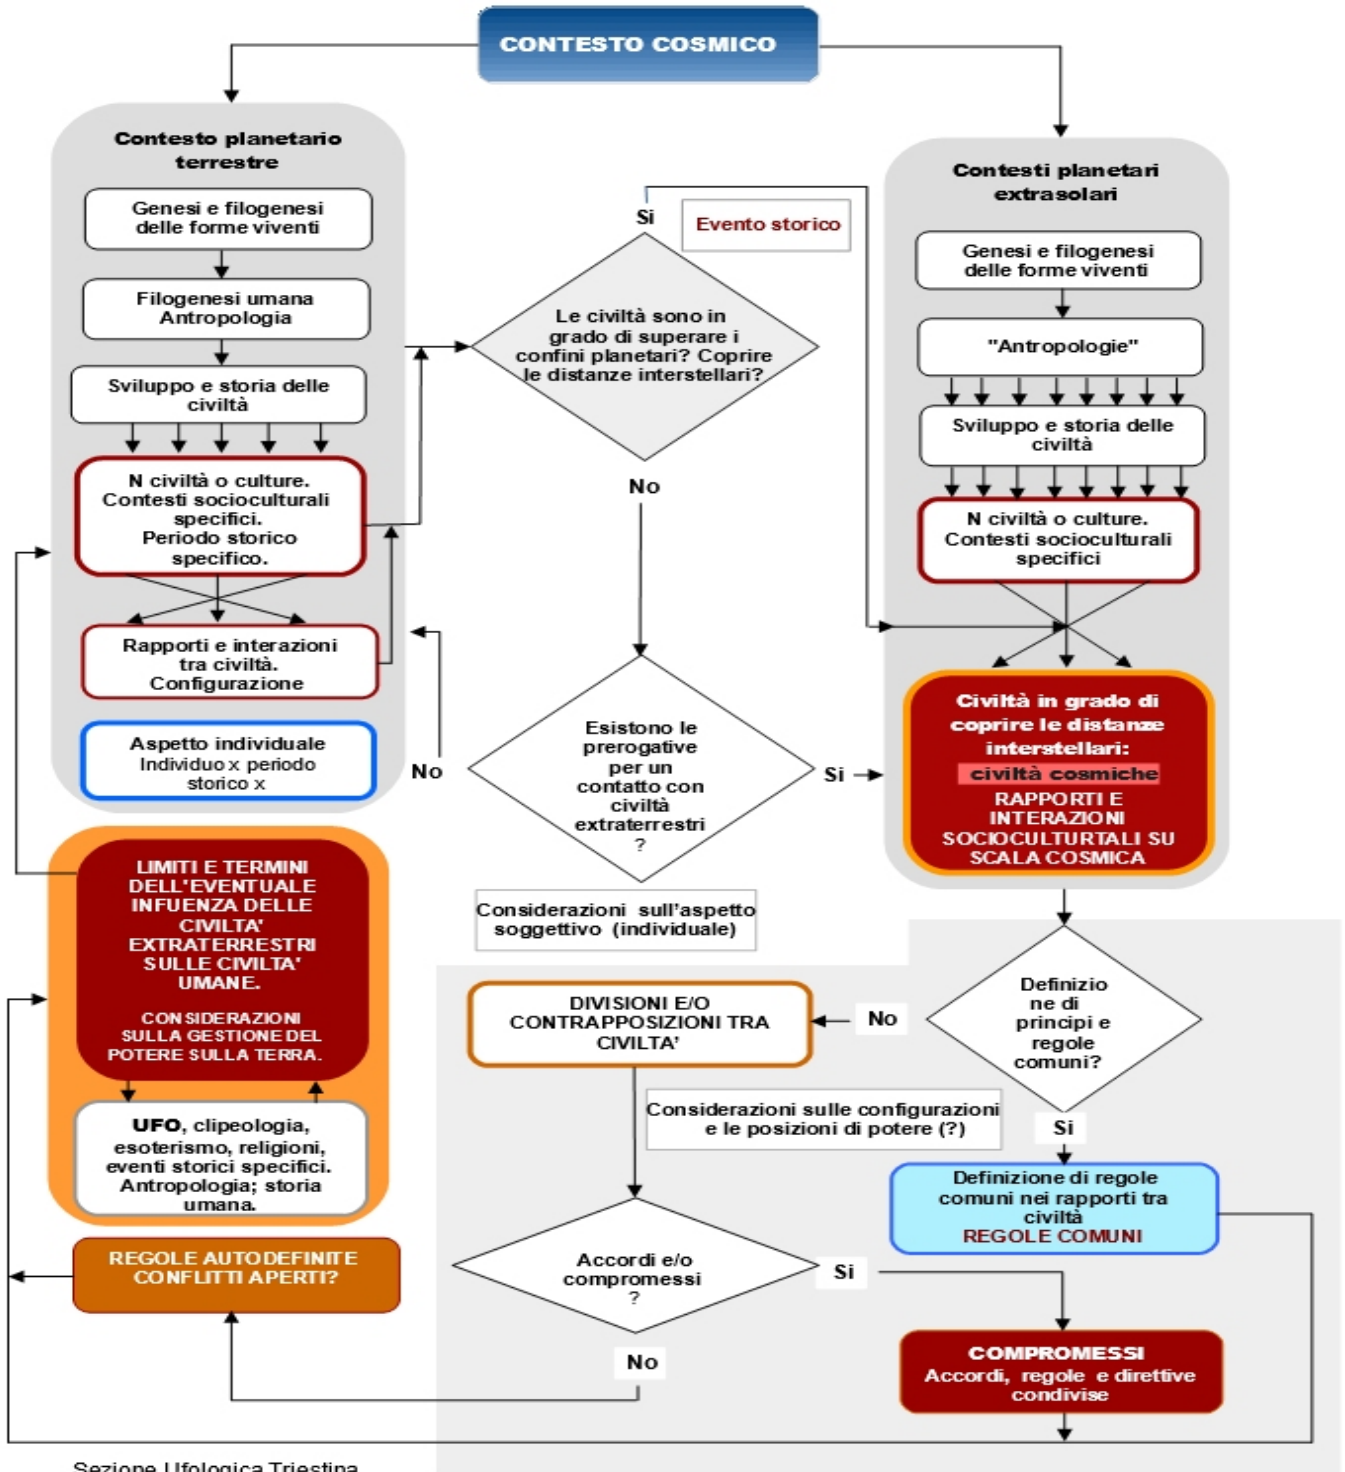 CONTESTO COSMICO
Contesto planetario
terrestre
Genesi e filogenesi
delle forme viventi
Filogenesi umana
Antropologia
Sviluppo e storia delle
civiltà
N civiltà o culture.
Contesti socioculturali
specifici.
Periodo storico
specifico.
Rapporti e interazioni
tra civiltà.
Configurazione
Aspetto individuale
Individuo x periodo
storico x
Si
Evento storico
Le civiltà sono in
grado di superare i
confini planetari? Coprire
le distanze interstellari?
No
Esistono le
prerogative
per un
contatto con
civiltà
extraterrestri
?
No
Si
Considerazioni sull'aspetto
soggettivo (individuale)
Contesti planetari
extrasolari
Genesi e filogenesi
delle forme viventi
"Antropologie"
Sviluppo e storia delle
civiltà
N civiltà o culture.
Contesti socioculturali
specifici
Civiltà in grado di
coprire le distanze
interstellari:
civiltà cosmiche
RAPPORTI E
INTERAZIONI
SOCIOCULTURTALI SU
SCALA COSMICA
LIMITI E TERMINI
DELL'EVENTUALE
INFUENZA DELLE
CIVILTA'
EXTRATERRESTRI
SULLE CIVILTA'
UMANE.
CONSIDERAZIONI
SULLA GESTIONE DEL
POTERE SULLA TERRA.
UFO, clipeologia,
esoterismo, religioni,
eventi storici specifici.
Antropologia; storia
umana.
REGOLE AUTODEFINITE
CONFLITTI APERTI?
Definizio
ne di
principi e
regole
comuni?
No
DIVISIONI E/O
CONTRAPPOSIZIONI TRA
CIVILTA'
Considerazioni sulle configurazioni
e le posizioni di potere (?)
Si
Definizione di regole
comuni nei rapporti tra
civiltà
REGOLE COMUNI
Accordi e/o
compromessi
?
Si
No
COMPROMESSI
Accordi, regole e direttive
condivise
Sezione Ufologica Triestina